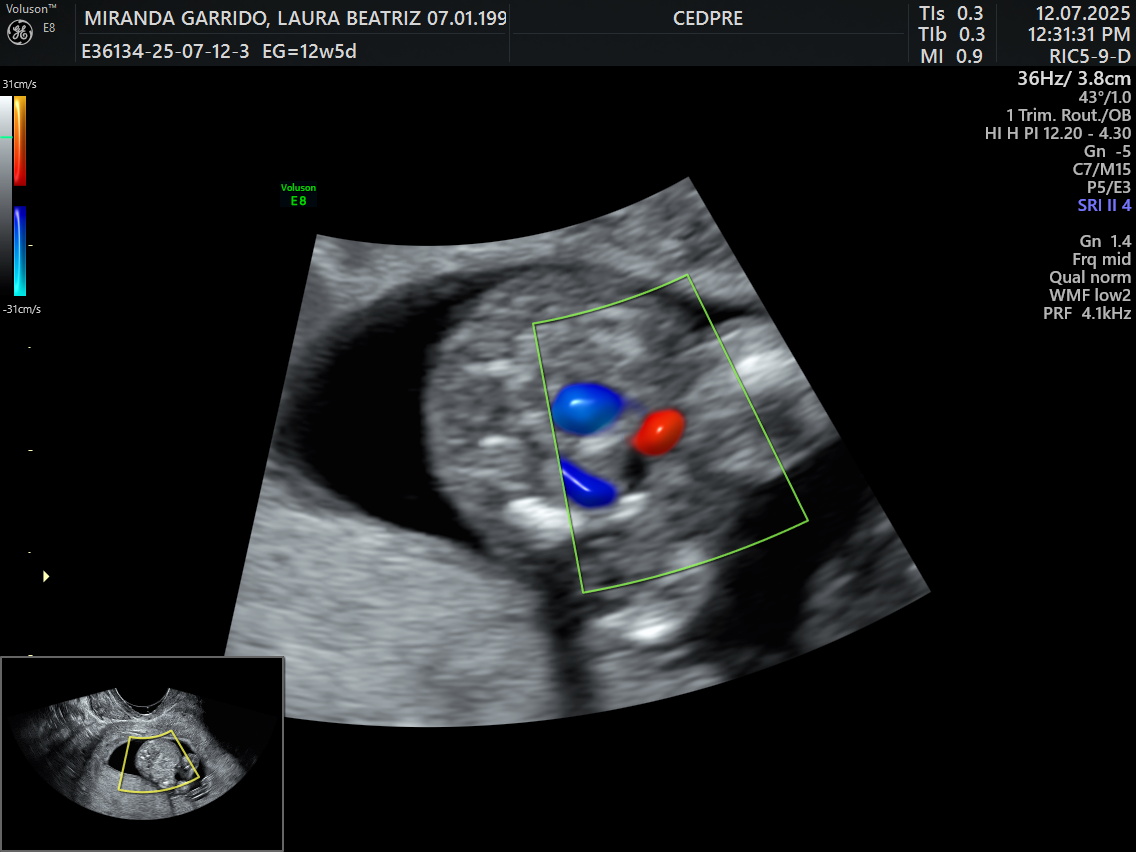 Voluson™
E8
MIRANDA GARRIDO, LAURA BEATRIZ 07.01.199
E36134-25-07-12-3 EG=12w5d
CEDPRE
TIs 0.3
TIb 0.3
MI 0.9
12.07.2025
12:31:31 PM
RIC5-9-D
36Hz/ 3.8cm
43°/1.0
1 Trim. Rout./OB
HI H PI 12.20 - 4.30
Gn -5
C7/M15
P5/E3
SRI II 4
Gn 1.4
Frq mid
Qual norm
WMF low2
PRF 4.1kHz
31cm/s
-31cm/s
Voluson
E8